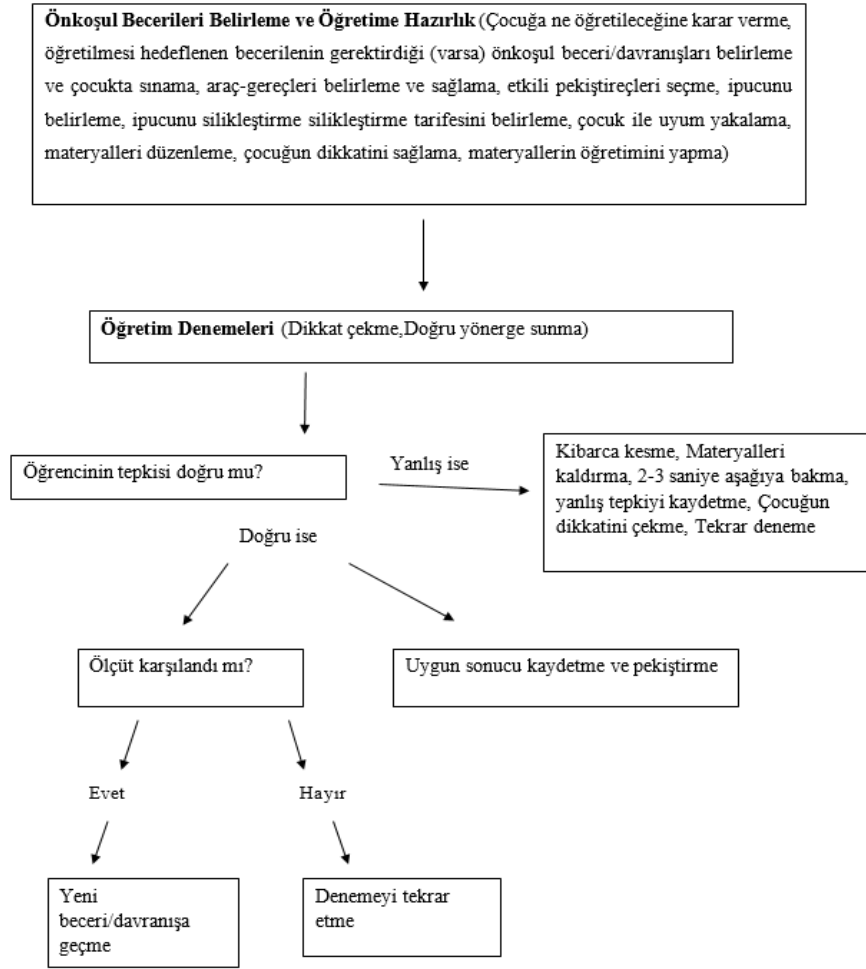 Önkoşul Becerileri Belirleme ve Öğretime Hazırlık (Çocuğa ne öğretileceğine karar verme,
öğretilmesi hedeflenen becerilenin gerektirdiği (varsa) önkoşul beceri/davranışları belirleme
ve çocukta sınama, araç-gereçleri belirleme ve sağlama, etkili pekiştireçleri seçme, ipucunu
belirleme, ipucunu silikleştirme silikleştirme tarifesini belirleme, çocuk ile uyum yakalama,
materyalleri düzenleme, çocuğun dikkatini sağlama, materyallerin öğretimini yapma)
Öğretim Denemeleri (Dikkat çekme,Doğru yönerge sunma)
Öğrencinin tepkisi doğru mu?
Yanlış ise
Kibarca kesme, Materyalleri
kaldırma, 2-3 saniye aşağıya bakma,
yanlış tepkiyi kaydetme, Çocuğun
dikkatini çekme, Tekrar deneme
Doğru ise
Ölçüt karşılandı mı?
Uygun sonucu kaydetme ve pekiştirme
Evet
Hayır
Yeni
beceri/davranışa
geçme
Denemeyi tekrar
etme